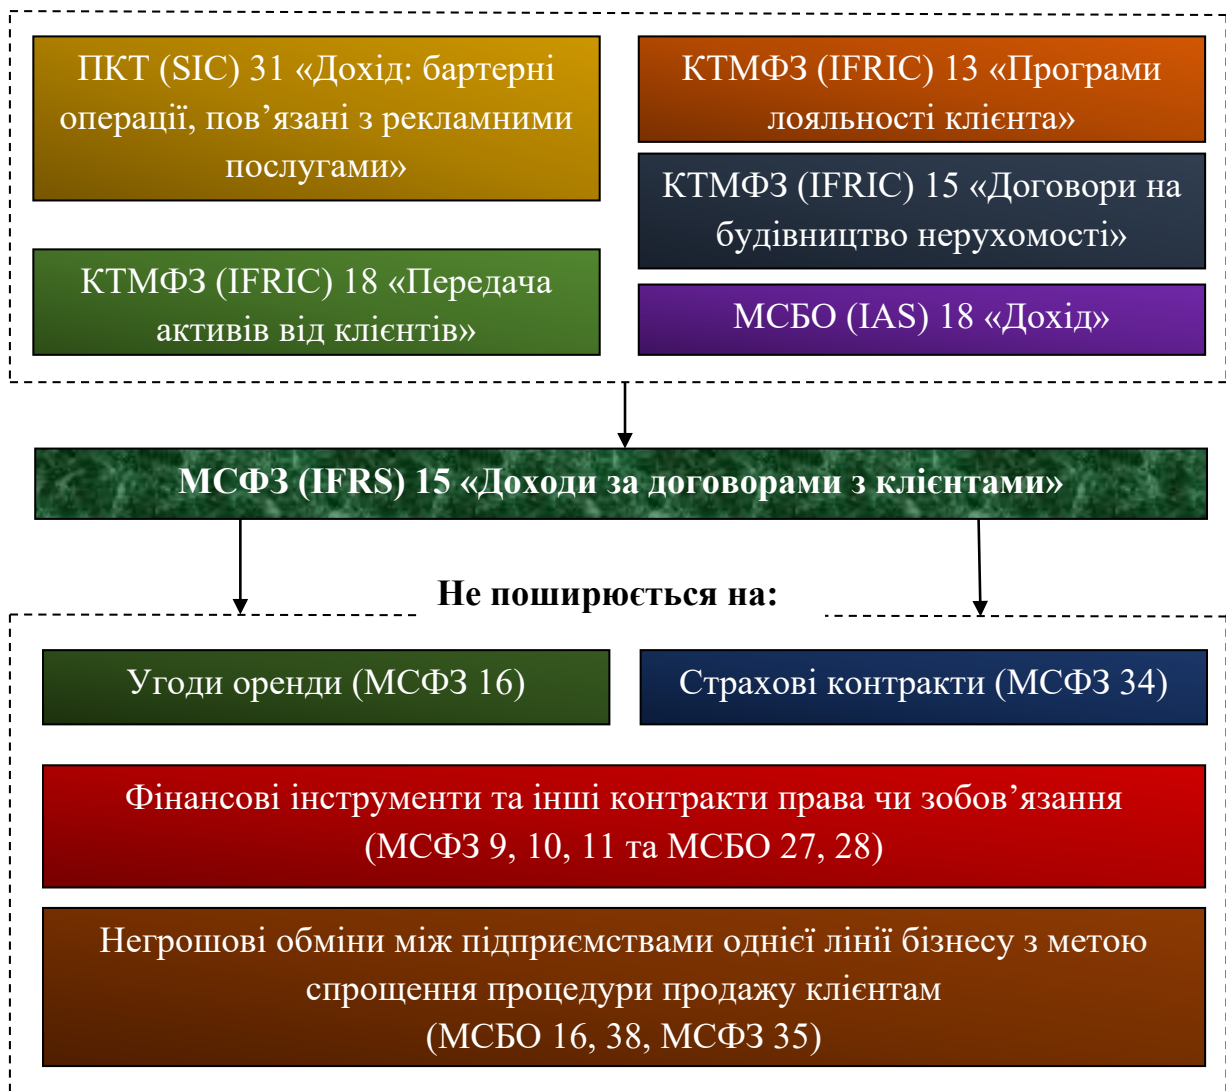 ПКТ (SIC) 31 «Дохід: бартерні
операції, пов’язані з рекламними
послугами»
КТМФЗ (IFRIC) 18 «Передача
активів від клієнтів»
КТМФЗ (IFRIC) 13 «Програми
лояльності клієнта»
КТМФЗ (IFRIC) 15 «Договори на
будівництво нерухомості»
МСБО (IAS) 18 «Дохід»
МСФЗ (IFRS) 15 «Доходи за договорами з клієнтами»
Не поширюється на:
Угоди оренди (МСФЗ 16)
Страхові контракти (МСФЗ 34)
Фінансові інструменти та інші контракти права чи зобов’язання
(МСФЗ 9, 10, 11 та МСБО 27, 28)
Негрошові обміни між підприємствами однієї лінії бізнесу з метою
спрощення процедури продажу клієнтам
(МСБО 16, 38, МСФЗ 35)